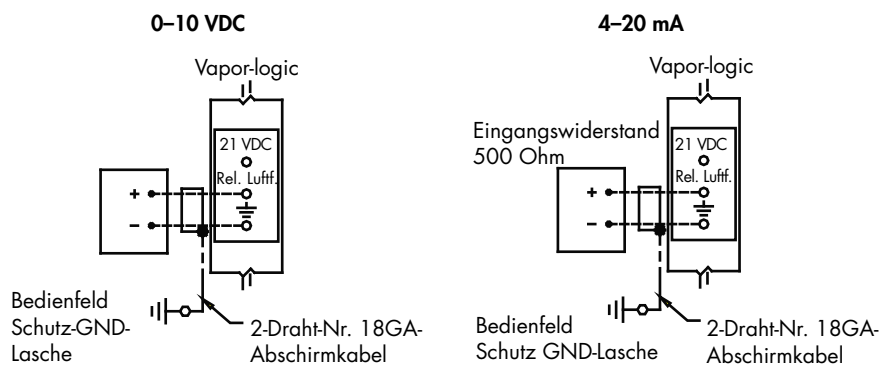 0–10 VDC
Vapor-logic
21 VDC
Rel. Luftf.
+
–
Bedienfeld
Schutz-GND-
Lasche
2-Draht-Nr. 18GA-
Abschirmkabel
4–20 mA
Vapor-logic
Eingangswiderstand
500 Ohm
21 VDC
Rel. Luftf.
+
–
Bedienfeld
Schutz GND-Lasche
2-Draht-Nr. 18GA-
Abschirmkabel